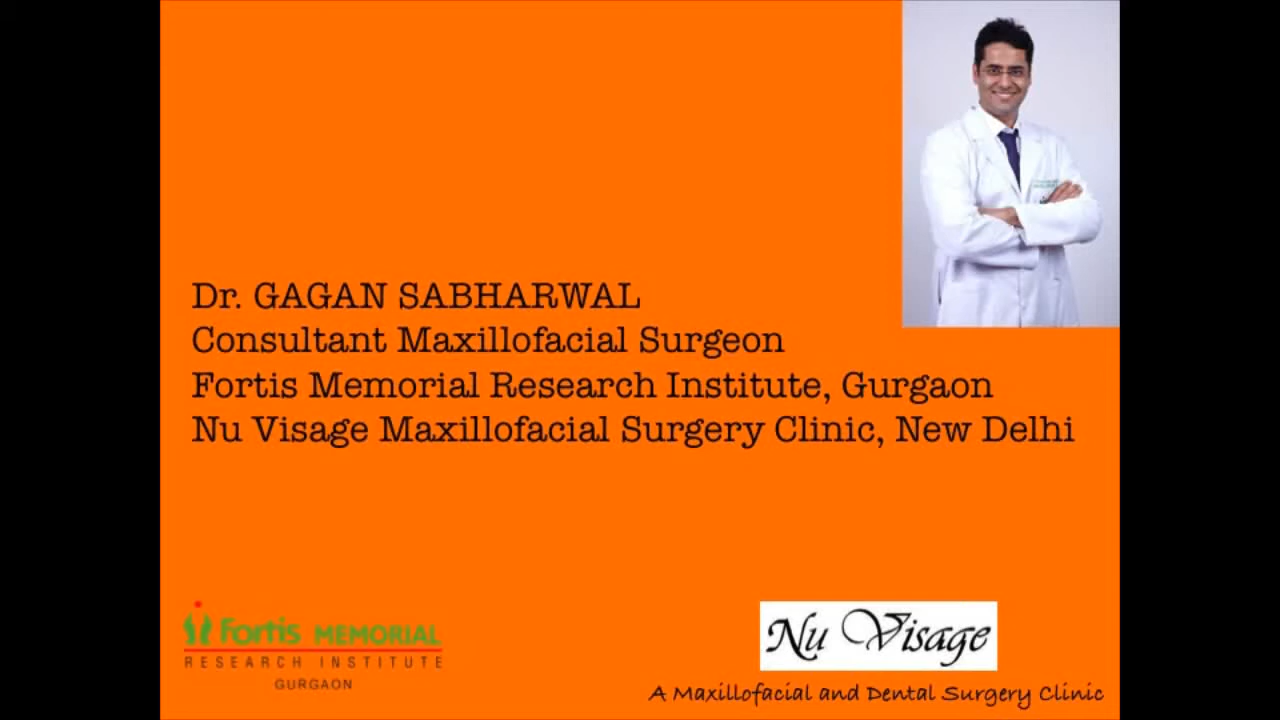 Dr. GAGAN SABHARWAL
Consultant Maxillofacial Surgeon
Fortis Memorial Research Institute, Gurgaon
Nu Visage Maxillofacial Surgery Clinic, New Delhi
Fortis MEMORIAL
RESEARCH INSTITUTE
GURGAON
Nu Visage
A Maxillofacial and Dental Surgery Clinic